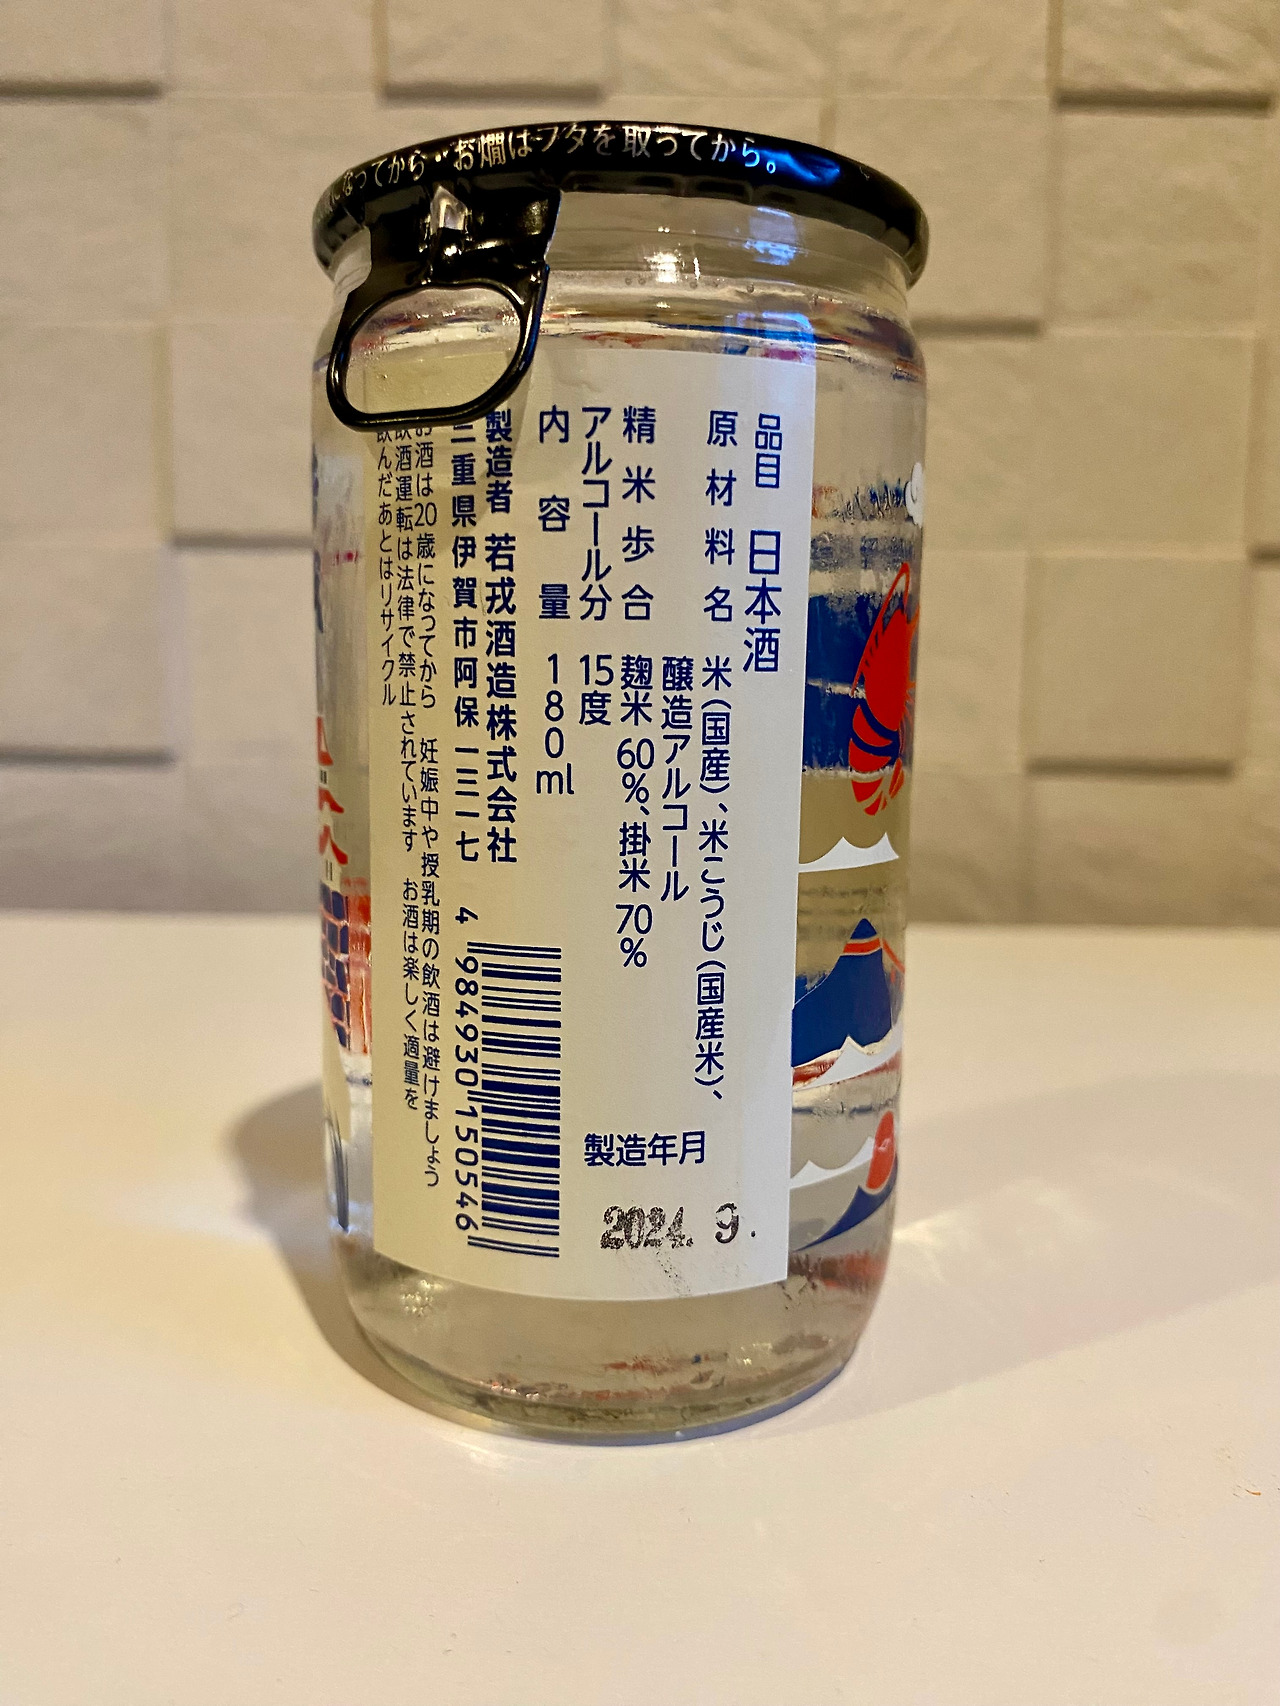 なってから・お燗はフタを取ってから。
品目 日本酒
原材料名 米(国産)、米こうじ(国産米)、
醸造アルコール
精米歩合 麹米60%、掛米70%
アルコール分 15度
内容量 180ml
製造者 若戎酒造株式会社
三重県伊賀市阿保一三一七
お酒は20歳になってから 妊娠中や授乳期の飲酒は避けましょう
飲酒運転は法律で禁止されています お酒は楽しく適量を
飲んだあとはリサイクル
4 984930 150546
製造年月
2024. 9.